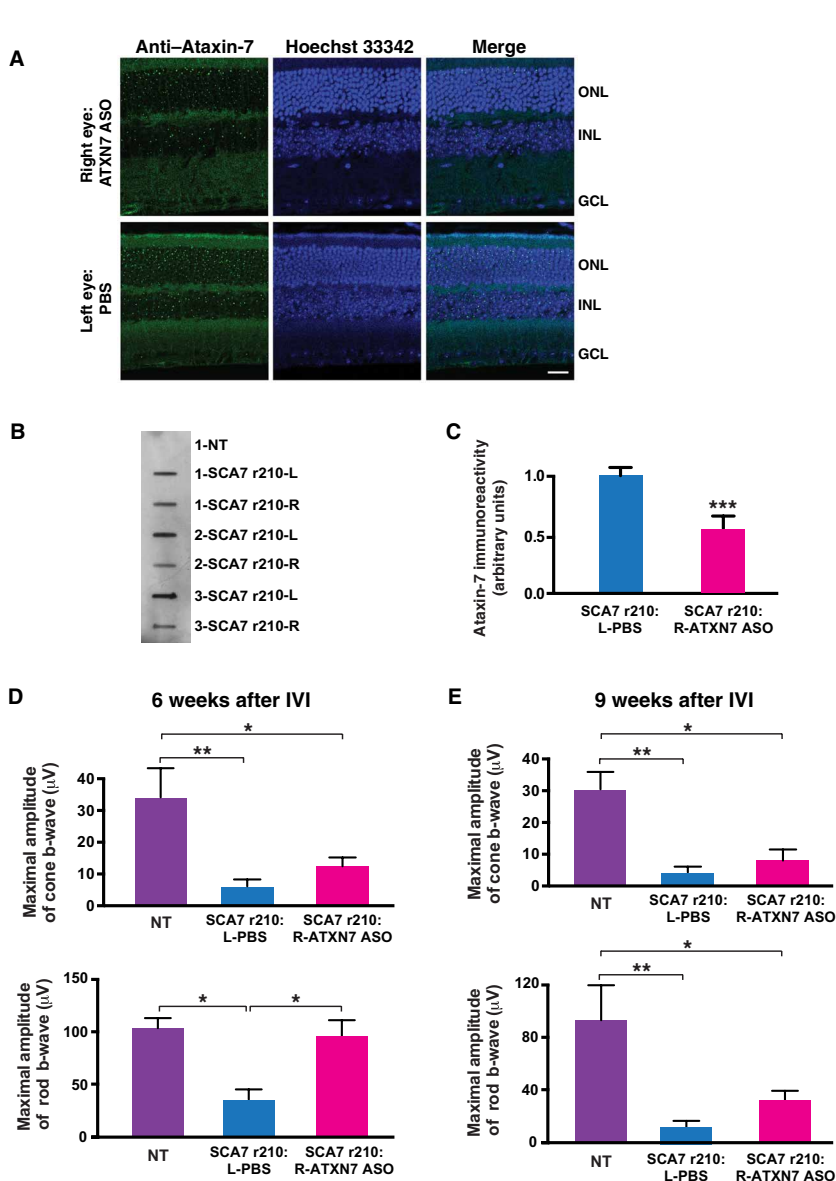 A
Anti–Ataxin-7 Hoechst 33342 Merge
Right eye:
ATXN7 ASO
ONL
INL
GCL
Left eye:
PBS
ONL
INL
GCL
B
1-NT
1-SCA7 r210-L
1-SCA7 r210-R
2-SCA7 r210-L
2-SCA7 r210-R
3-SCA7 r210-L
3-SCA7 r210-R
C
Ataxin-7 immunoreactivity
(arbitrary units)
1.0
0.5
0.0
***
SCA7 r210:
L-PBS
SCA7 r210:
R-ATXN7 ASO
D
6 weeks after IVI
Maximal amplitude
of cone b-wave (μV)
40
30
20
10
0
*
**
NT
SCA7 r210:
L-PBS
SCA7 r210:
R-ATXN7 ASO
Maximal amplitude
of rod b-wave (μV)
150
100
50
0
* *
NT
SCA7 r210:
L-PBS
SCA7 r210:
R-ATXN7 ASO
E
9 weeks after IVI
Maximal amplitude
of cone b-wave (μV)
40
30
20
10
0
*
**
NT
SCA7 r210:
L-PBS
SCA7 r210:
R-ATXN7 ASO
Maximal amplitude
of rod b-wave (μV)
120
80
40
0
*
**
NT
SCA7 r210:
L-PBS
SCA7 r210:
R-ATXN7 ASO